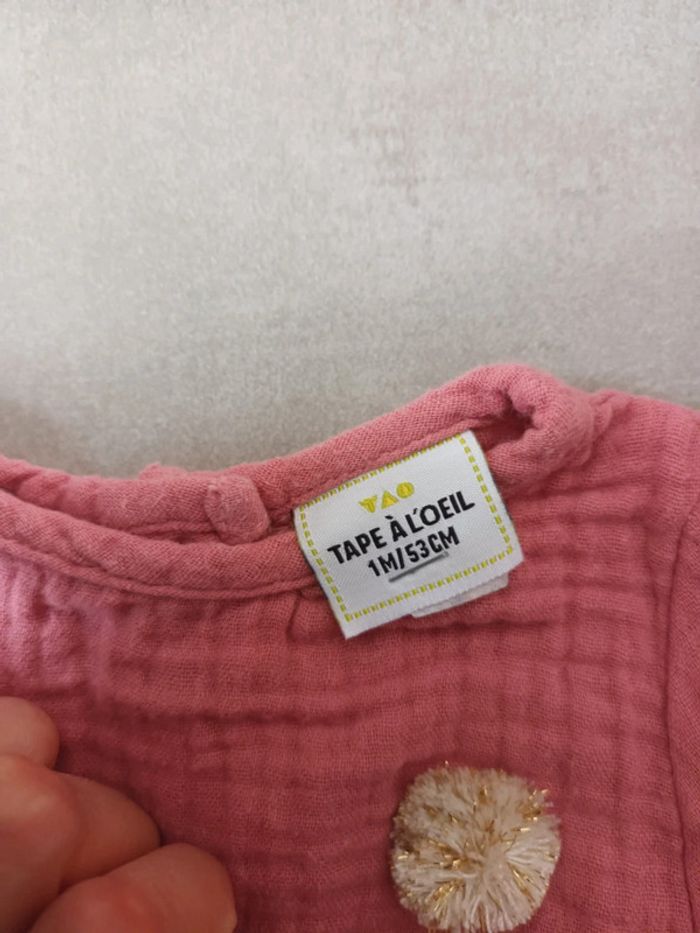 TAO
TAPE À L'OEIL
1M/53CM